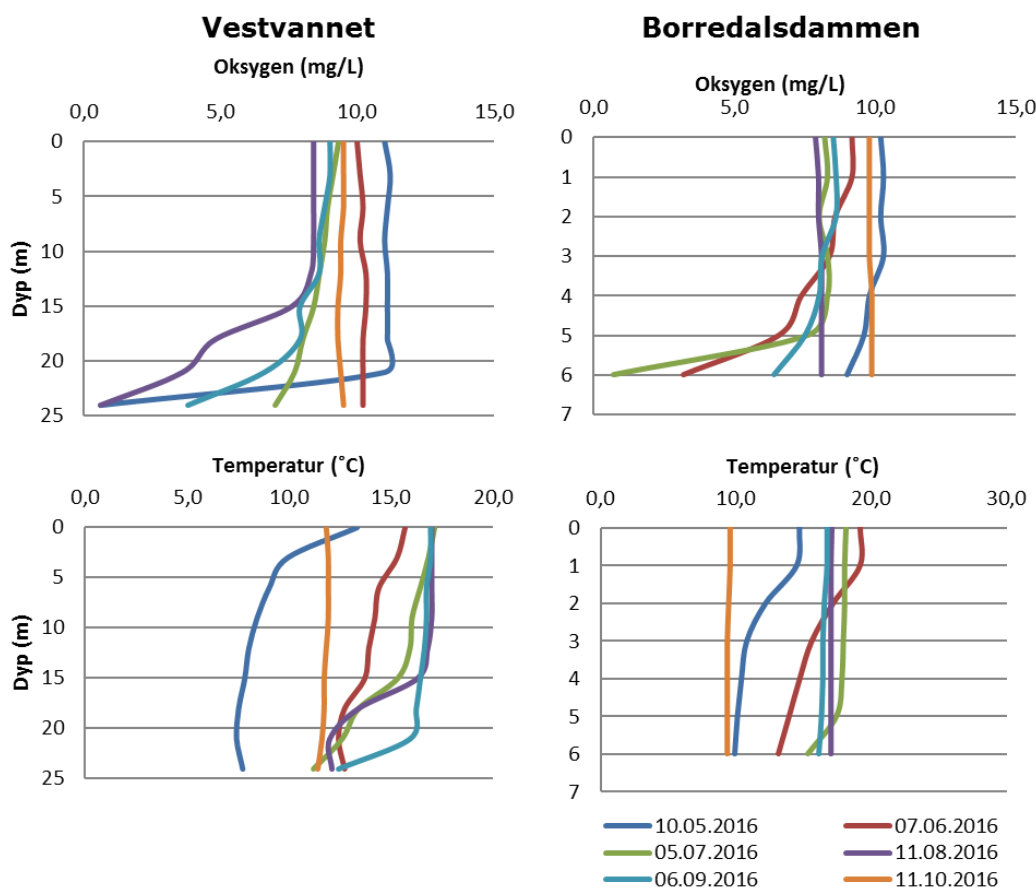 Vestvannet
Oksygen (mg/L)
0,0 5,0 10,0 15,0
0
5
10
15
20
25
Dyp (m)
Borredalsdammen
Oksygen (mg/L)
0,0 5,0 10,0 15,0
0
1
2
3
4
5
6
7
Temperatur (˚C)
0,0 5,0 10,0 15,0 20,0
0
5
10
15
20
25
Dyp (m)
Temperatur (˚C)
0,0 10,0 20,0 30,0
0
1
2
3
4
5
6
7
10.05.2016 07.06.2016
05.07.2016 11.08.2016
06.09.2016 11.10.2016